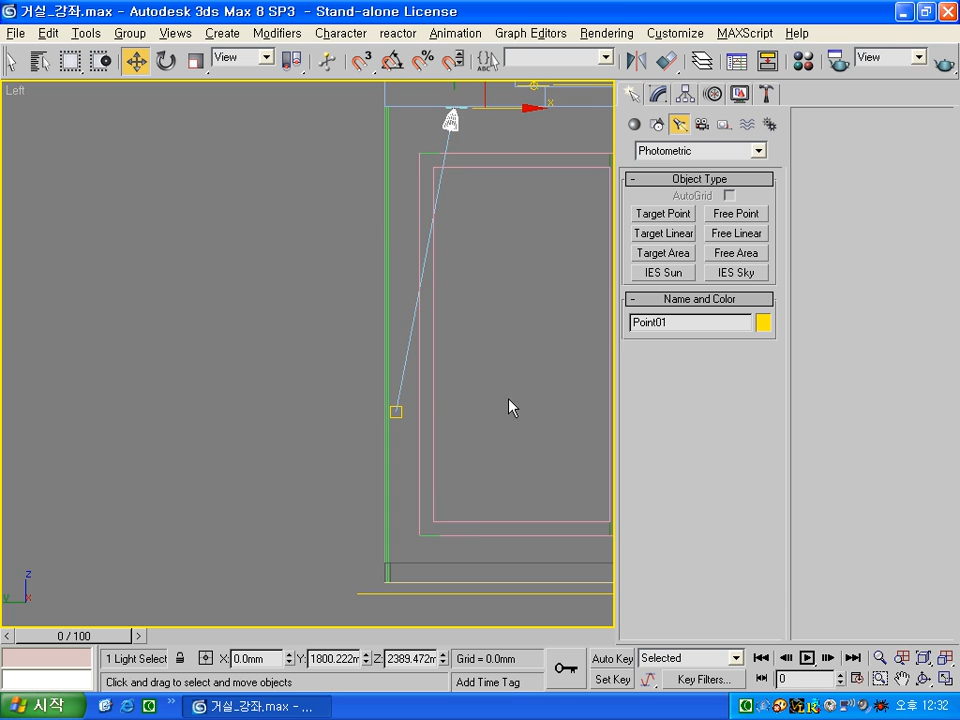 거실_강좌.max - Autodesk 3ds Max 8 SP3 - Stand-alone License
File Edit Tools Group Views Create Modifiers Character reactor Animation Graph Editors Rendering Customize MAXScript Help
View
View
Left
x
Photometric
- Object Type
AutoGrid
Target Point Free Point
Target Linear Free Linear
Target Area Free Area
IES Sun IES Sky
- Name and Color
Point01
z
y x
< 0 / 100 >
1 Light Select X: 0.0mm Y: 1800.222m Z: 2389.472m Grid = 0.0mm Auto Key Selected
Click and drag to select and move objects Add Time Tag Set Key Key Filters... 0
시작 거실_강좌.max - ... 오후 12:32